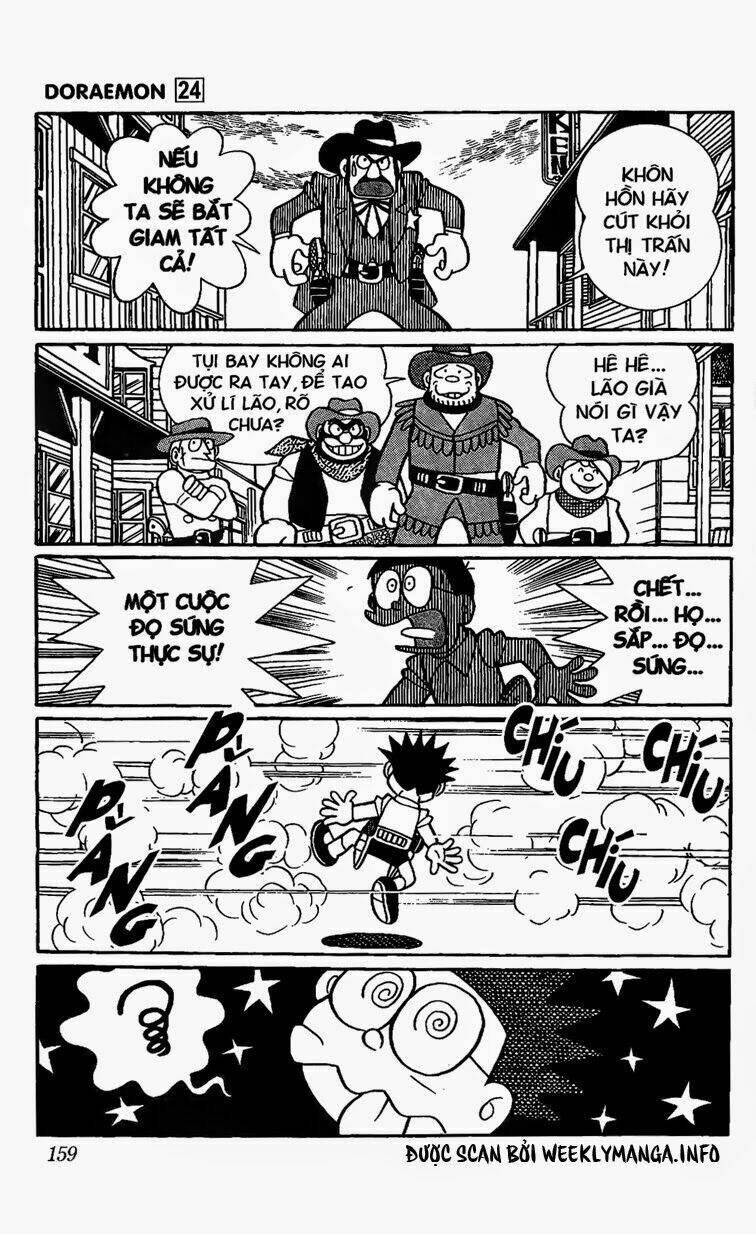 DORAEMON 24
KHÔN
HỒN HÃY
CÚT KHỎI
THỊ TRẤN
NÀY!
NẾU
KHÔNG
TA SẼ BẮT
GIAM TẤT
CẢ!
KEN
HÊ HÊ...
LÃO GIÀ
NÓI GÌ VẬY
TA?
TỤI BAY KHÔNG AI
ĐƯỢC RA TAY, ĐỂ TAO
XỬ LÍ LÃO, RÕ
CHƯA?
CHẾT...
RỒI... HỌ...
SẮP... ĐỌ
SÚNG...
MỘT CUỘC
ĐỌ SÚNG
THỰC SỰ!
CHÍU
CHÍU
CHÍU
PẰNG
PẰNG
159
ĐƯỢC SCAN BỞI WEEKLYMANGA.INFO